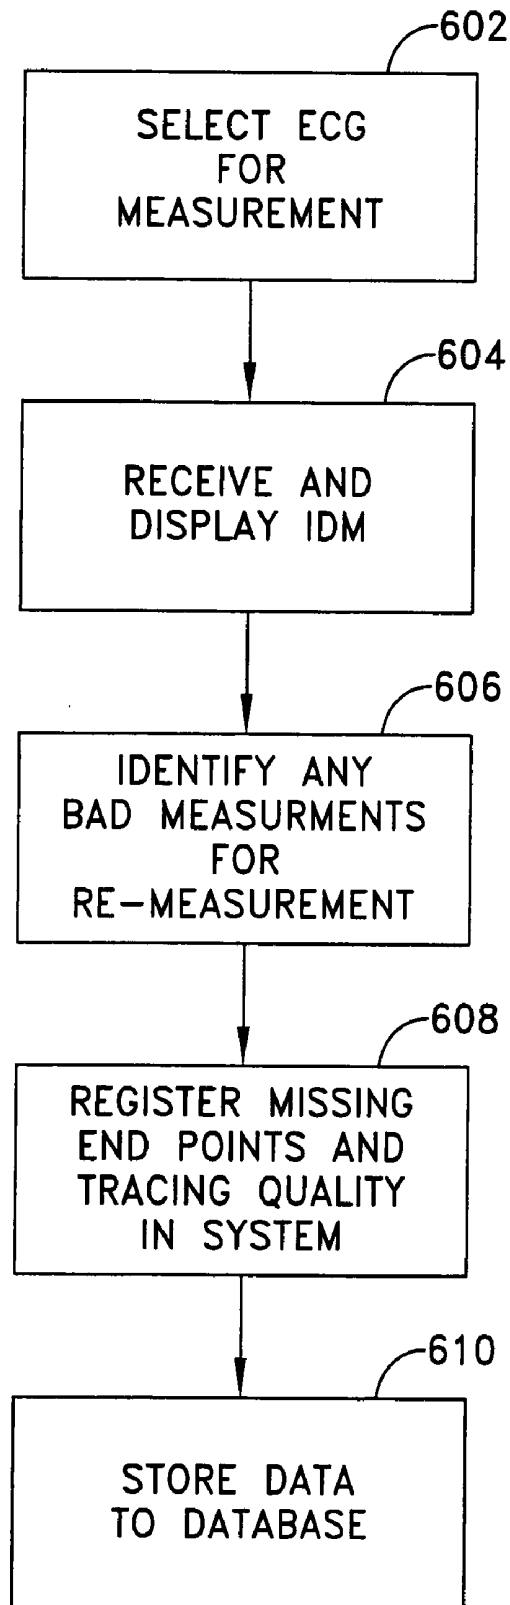 602
SELECT ECG
FOR
MEASUREMENT
604
RECEIVE AND
DISPLAY IDM
606
IDENTIFY ANY
BAD MEASURMENTS
FOR
RE-MEASUREMENT
608
REGISTER MISSING
END POINTS AND
TRACING QUALITY
IN SYSTEM
610
STORE DATA
TO DATABASE